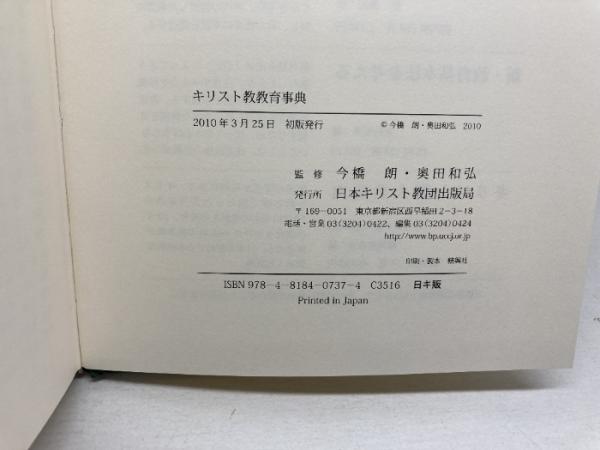 キリスト教教育事典
2010年3月25日 初版発行 ©今橋 朗・奥田和弘 2010
監 修 今橋 朗・奥田和弘
発行所 日本キリスト教団出版局
〒169-0051 東京都新宿区西早稲田2-3-18
電話・営業03(3204)0422、編集03(3204)0424
http://www.bp.uccj.or.jp
印刷・製本 精興社
ISBN 978-4-8184-0737-4 C3516 日キ販
Printed in Japan